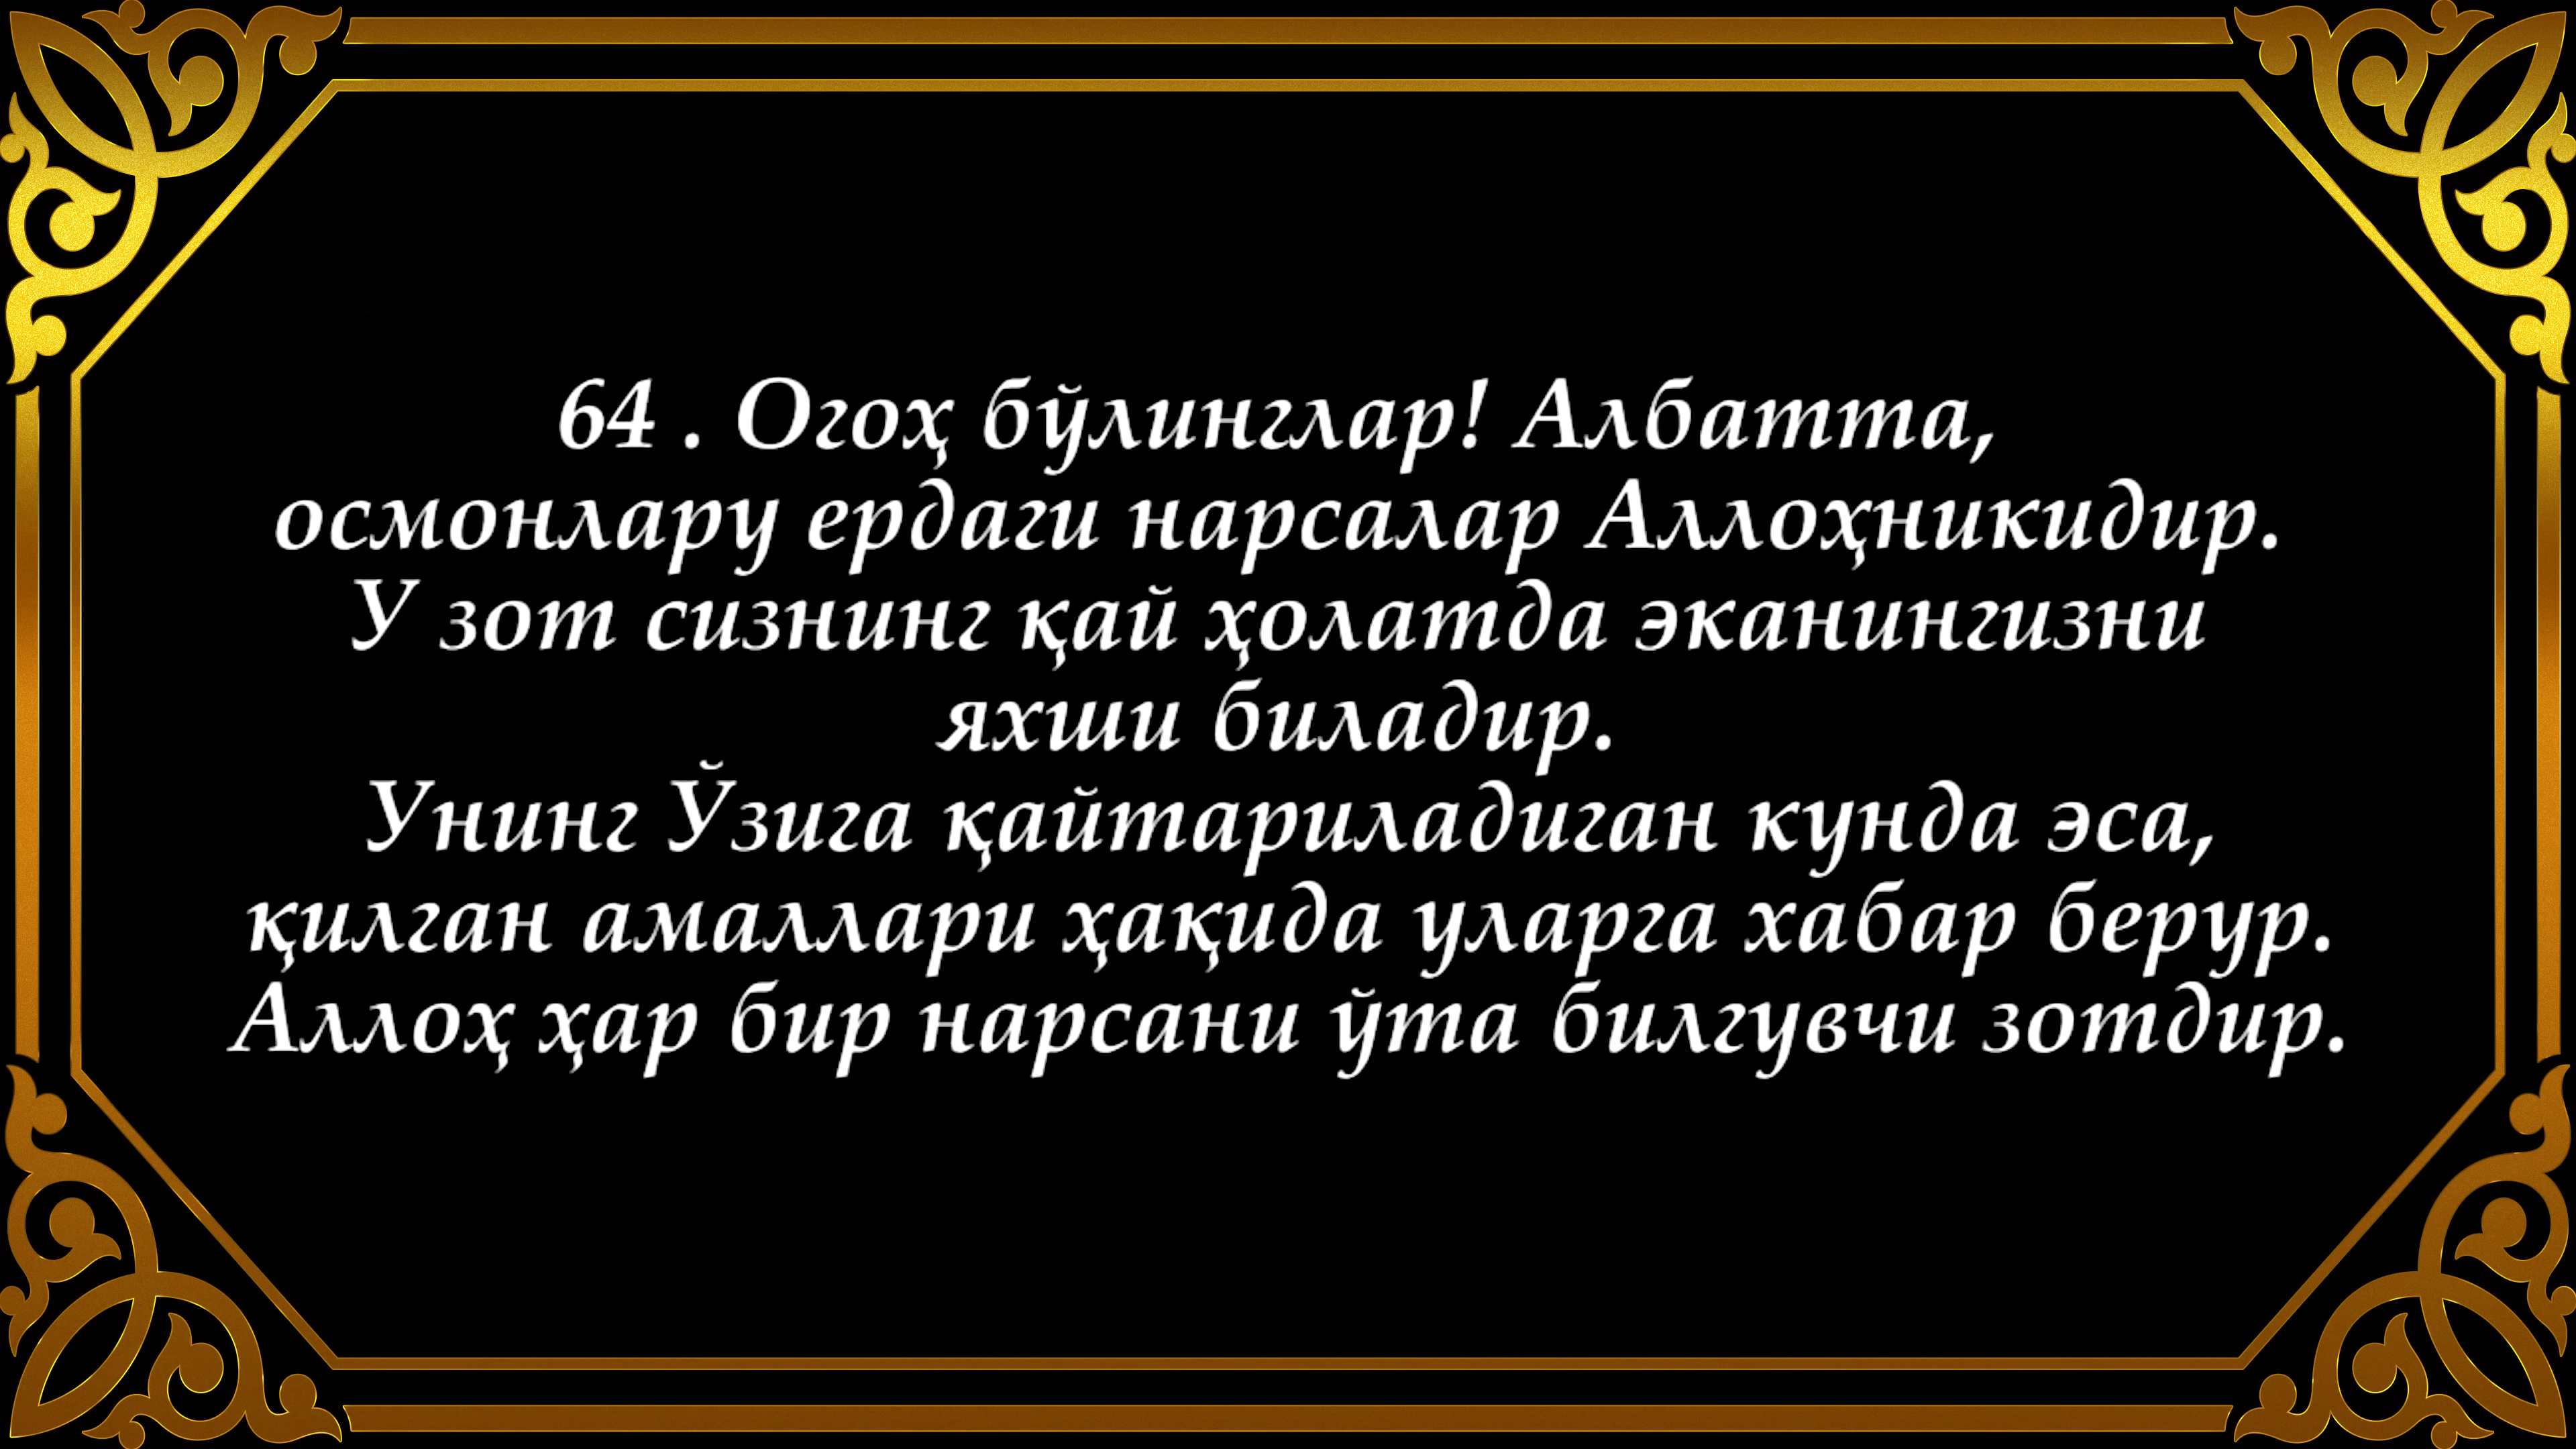 64 . Огоҳ бўлинглар! Албатта,
осмонлару ердаги нарсалар Аллоҳникидир.
У зот сизнинг қай ҳолатда эканингизни
яхши биладир.
Унинг Ўзига қайтариладиган кунда эса,
қилган амаллари ҳақида уларга хабар берур.
Аллоҳ ҳар бир нарсани ўта билгувчи зотдир.